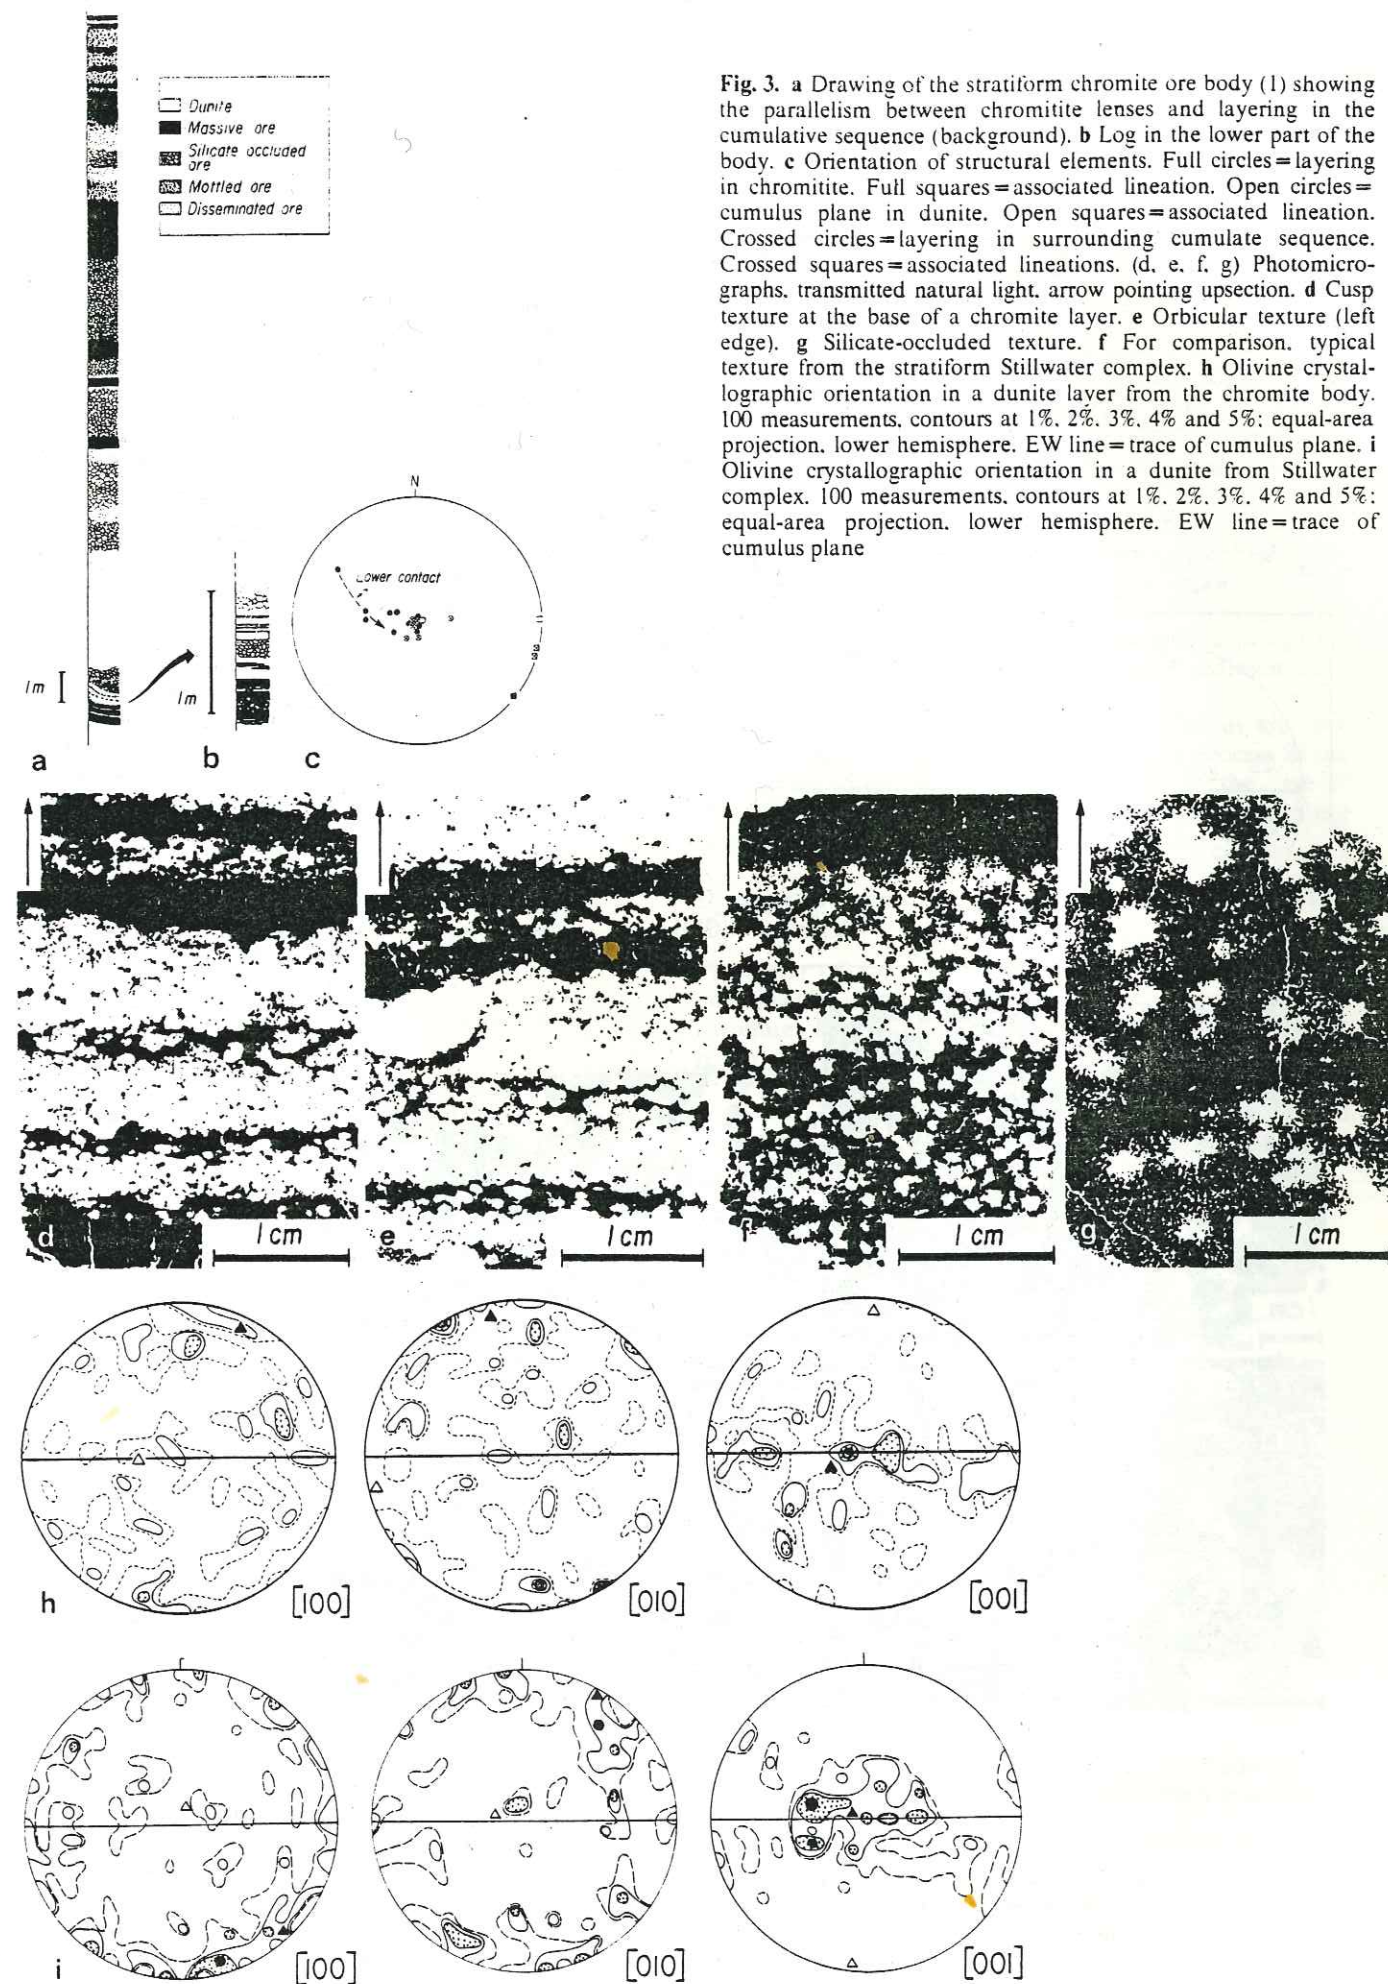 Dunite
Massive ore
Silicate occluded
ore
Mottled ore
Disseminated ore
Fig. 3. a Drawing of the stratiform chromite ore body (1) showing
the parallelism between chromitite lenses and layering in the
cumulative sequence (background). b Log in the lower part of the
body. c Orientation of structural elements. Full circles = layering
in chromitite. Full squares = associated lineation. Open circles =
cumulus plane in dunite. Open squares = associated lineation.
Crossed circles = layering in surrounding cumulate sequence.
Crossed squares = associated lineations. (d, e, f, g) Photomicro-
graphs, transmitted natural light, arrow pointing upsection. d Cusp
texture at the base of a chromite layer. e Orbicular texture (left
edge). g Silicate-occluded texture. f For comparison, typical
texture from the stratiform Stillwater complex. h Olivine crystal-
lographic orientation in a dunite layer from the chromite body.
100 measurements, contours at 1%, 2%, 3%, 4% and 5%; equal-area
projection, lower hemisphere. EW line = trace of cumulus plane. i
Olivine crystallographic orientation in a dunite from Stillwater
complex. 100 measurements, contours at 1%, 2%, 3%, 4% and 5%;
equal-area projection, lower hemisphere. EW line = trace of
cumulus plane
N
Lower contact
1m
1m
a
b
c
d
1 cm
e
1 cm
f
1 cm
g
1 cm
h
[100]
[010]
[001]
i
[100]
[010]
[001]